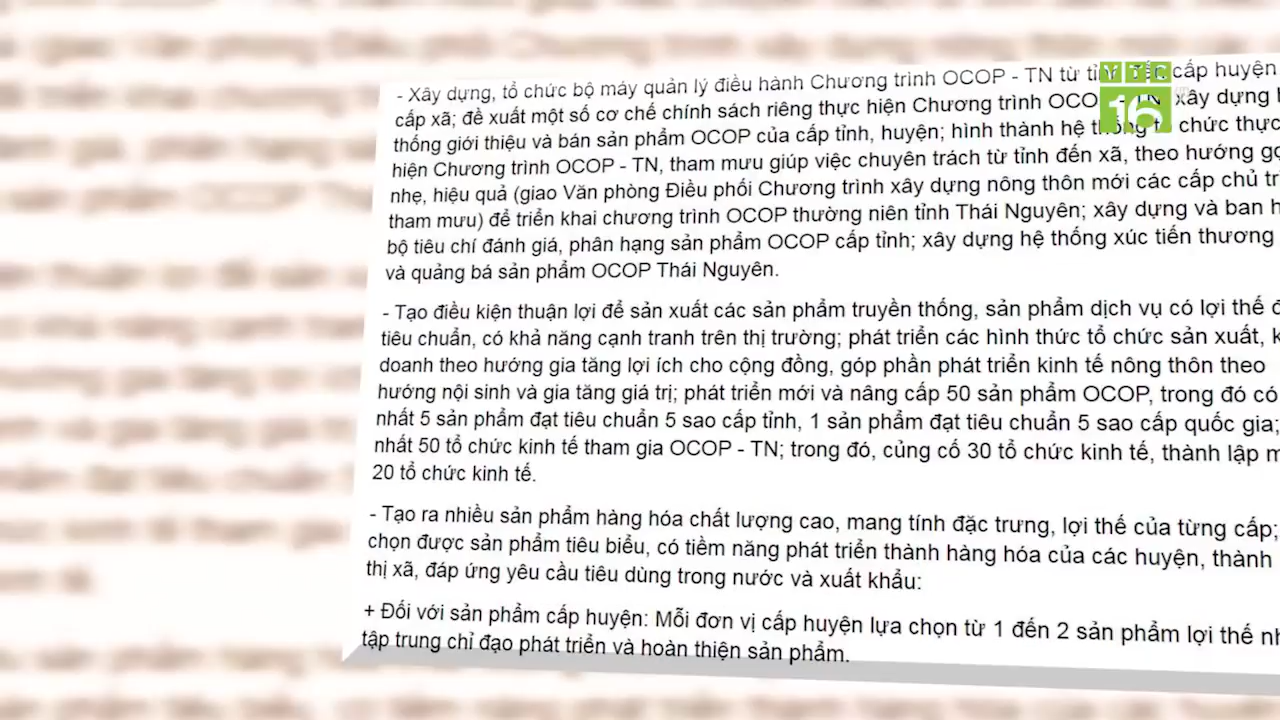 VTC
16
- Xây dựng, tổ chức bộ máy quản lý điều hành Chương trình OCOP - TN từ tỉnh đến cấp huyện
cấp xã; đề xuất một số cơ chế chính sách riêng thực hiện Chương trình OCO TN xây dựng
thống giới thiệu và bán sản phẩm OCOP của cấp tỉnh, huyện; hình thành hệ thống tổ chức thực
hiện Chương trình OCOP - TN, tham mưu giúp việc chuyên trách từ tỉnh đến xã, theo hướng
nhẹ, hiệu quả (giao Văn phòng Điều phối Chương trình xây dựng nông thôn mới các cấp chủ
tham mưu) để triển khai chương trình OCOP thường niên tỉnh Thái Nguyên; xây dựng và ban
bộ tiêu chí đánh giá, phân hạng sản phẩm OCOP cấp tỉnh; xây dựng hệ thống xúc tiến thương
và quảng bá sản phẩm OCOP Thái Nguyên.
- Tạo điều kiện thuận lợi để sản xuất các sản phẩm truyền thống, sản phẩm dịch vụ có lợi thế
tiêu chuẩn, có khả năng cạnh tranh trên thị trường; phát triển các hình thức tổ chức sản xuất,
doanh theo hướng gia tăng lợi ích cho cộng đồng, góp phần phát triển kinh tế nông thôn theo
hướng nội sinh và gia tăng giá trị; phát triển mới và nâng cấp 50 sản phẩm OCOP, trong đó có
nhất 5 sản phẩm đạt tiêu chuẩn 5 sao cấp tỉnh, 1 sản phẩm đạt tiêu chuẩn 5 sao cấp quốc gia;
nhất 50 tổ chức kinh tế tham gia OCOP - TN; trong đó, củng cố 30 tổ chức kinh tế, thành lập
20 tổ chức kinh tế.
- Tạo ra nhiều sản phẩm hàng hóa chất lượng cao, mang tính đặc trưng, lợi thế của từng cấp;
chọn được sản phẩm tiêu biểu, có tiềm năng phát triển thành hàng hóa của các huyện, thành
thị xã, đáp ứng yêu cầu tiêu dùng trong nước và xuất khẩu:
+ Đối với sản phẩm cấp huyện: Mỗi đơn vị cấp huyện lựa chọn từ 1 đến 2 sản phẩm lợi thế
tập trung chỉ đạo phát triển và hoàn thiện sản phẩm.